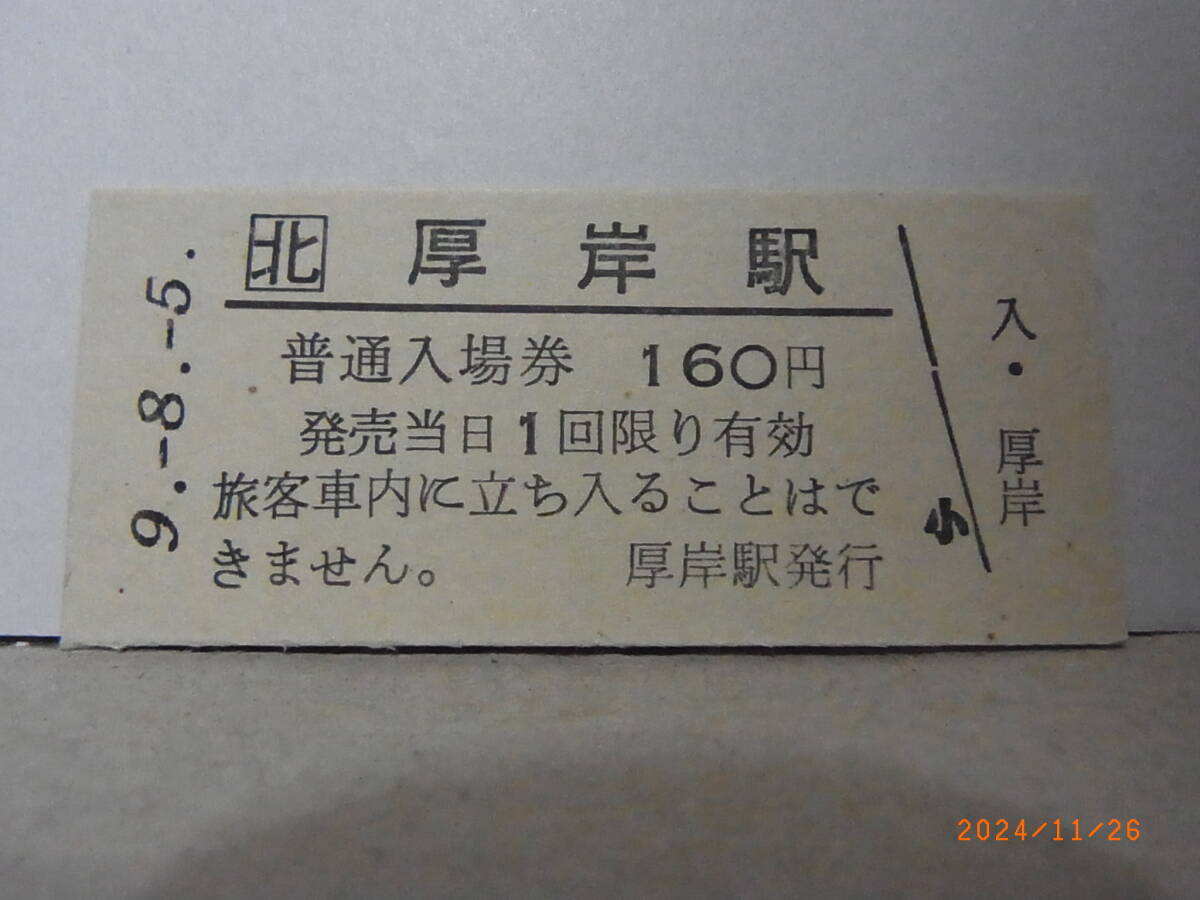 9.-8.-5.
北 厚岸駅
普通入場券 160円
発売当日1回限り有効
旅客車内に立ち入ることはで
きません。 厚岸駅発行
小
入・厚岸
2024/11/26